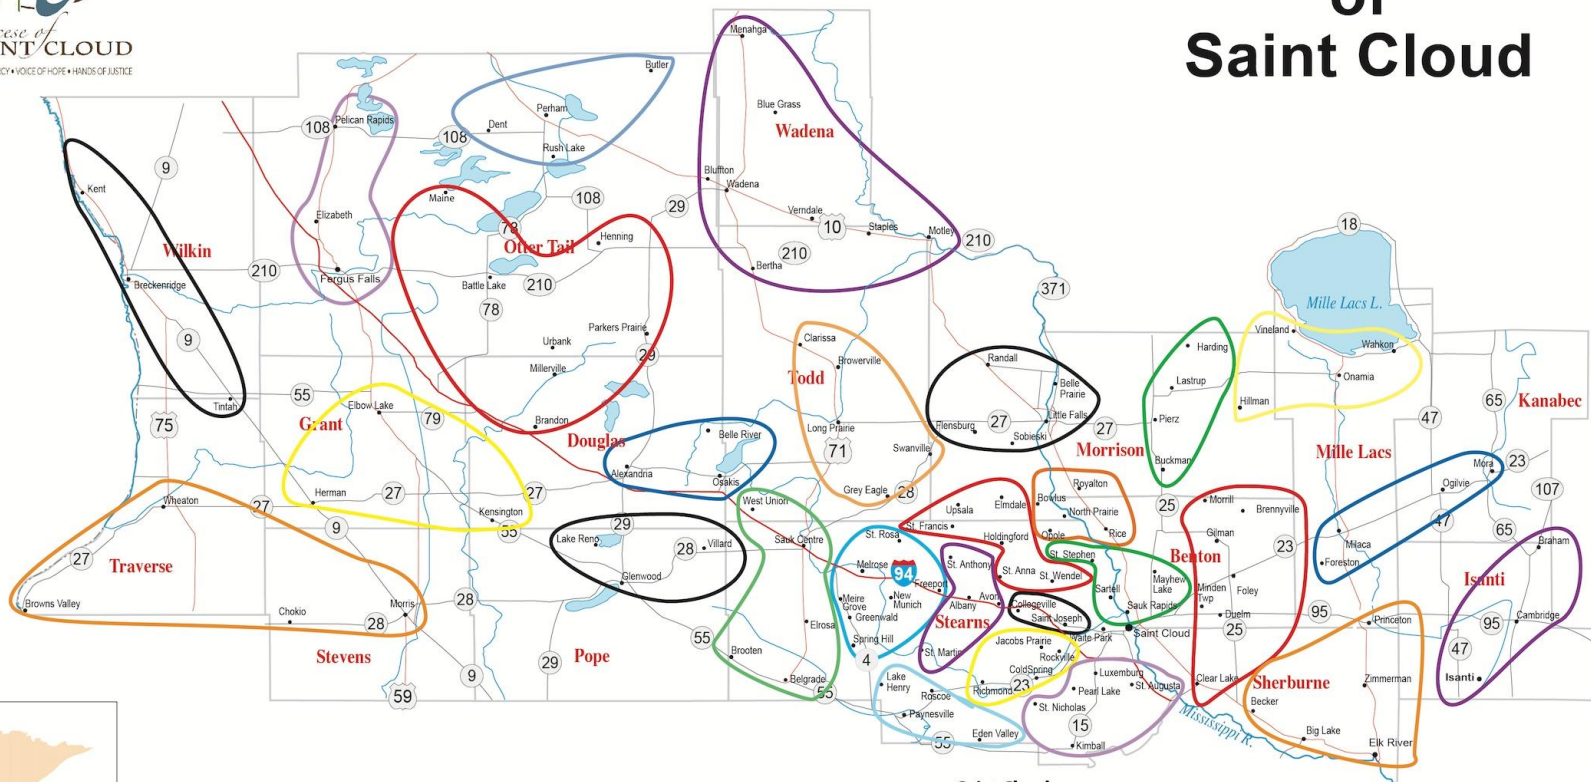 of
Saint Cloud
cese of
NT CLOUD
CY • VOICE OF HOPE • HANDS OF JUSTICE
Menahga
Butler
Blue Grass
Wadena
Perham
Dent
Rush Lake
108
Pelican Rapids
108
9
Kent
Bluffton
Wadena
Maine
108
29
Verndale
10
Staples
Motley
210
18
Elizabeth
78
Otter Tail
Henning
Wilkin
210
Fergus Falls
210
Bertha
Battle Lake
210
78
Breckenridge
371
Mille Lacs L.
Parkers Prairie
Urbank
29
Millerville
9
Clarissa
Browerville
Todd
Randall
Belle
Prairie
Harding
Lastrup
Vineland
Wahkon
Onamia
Hillman
65
Kanabec
47
Tintah
55
Elbow Lake
79
Grant
75
Brandon
Douglas
Belle River
Long Prairie
71
Flensburg
27
Little Falls
Sobieski
27
Pierz
Morrison
Buckman
Mille Lacs
Swanville
Alexandria
Osakis
Grey Eagle
28
Mora
23
Ogilvie
107
Wheaton
27
Herman
27
27
Kensington
55
9
West Union
Upsala
Elmdale
Bowlus
Royalton
North Prairie
Rice
25
Morrill
Brennyville
Gilman
47
65
Braham
29
Lake Reno
28
Villard
Glenwood
Sauk Centre
St. Rosa
St. Francis
Holdingford
Opole
St. Stephen
Benton
23
Milaca
Foreston
27
Traverse
Melrose
94
Freeport
St. Anthony
St. Anna
St. Wendel
Mayhew
Lake
Sartell
Minden
Twp
Foley
Isanti
Browns Valley
Chokio
28
Morris
28
Meire
Grove
New
Munich
Greenwald
Albany
Avon
Collegeville
Saint Joseph
Sauk Rapids
Duelm
25
95
Princeton
95
Cambridge
Stearns
Elrosa
Spring Hill
4
St. Martin
Jacobs Prairie
Waite Park
Saint Cloud
Rockville
ColdSpring
Richmond
23
Stevens
Pope
29
55
Brooten
Belgrade
55
9
59
Lake
Henry
Roscoe
Paynesville
55
Eden Valley
Luxemburg
Pearl Lake
St. Augusta
St. Nicholas
15
Kimball
Clear Lake
Sherburne
Becker
Zimmerman
Big Lake
Elk River
Mississippi R.
47
Isanti